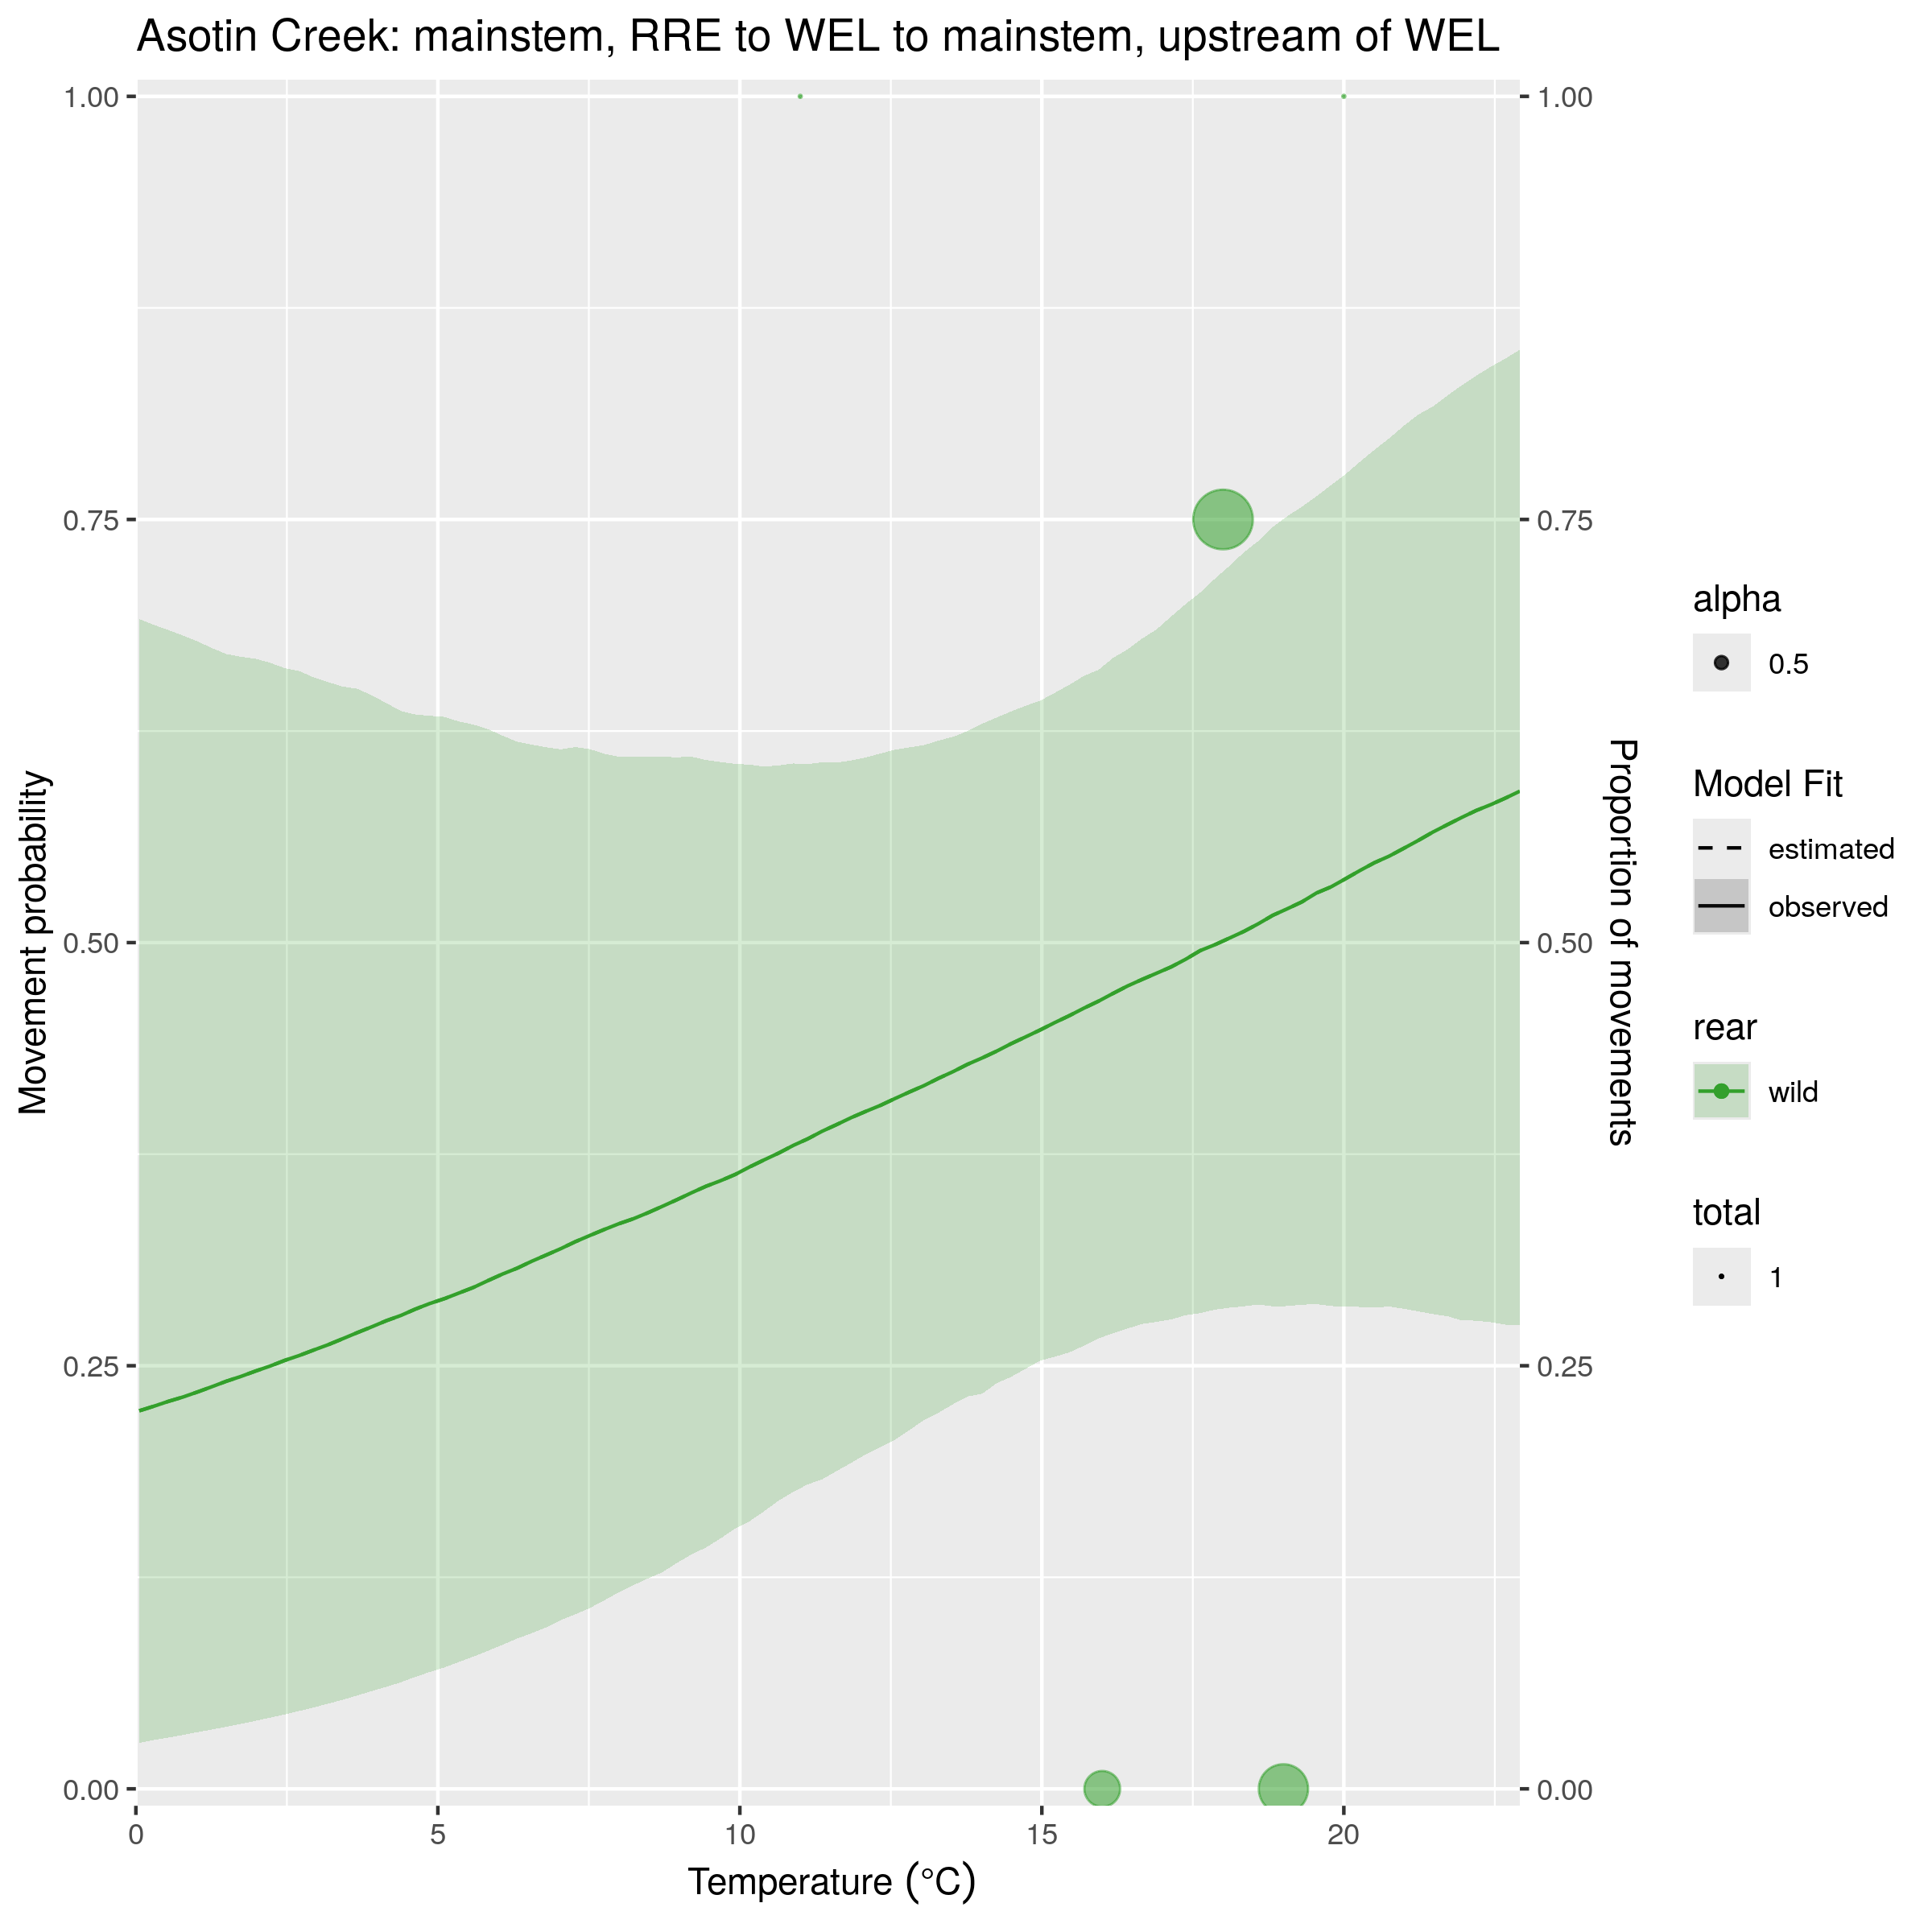 Asotin Creek: mainstem, RRE to WEL to mainstem, upstream of WEL
Movement probability
1.00
0.75
0.50
0.25
0.00
0
5
10
15
20
Temperature (°C)
1.00
0.75
0.50
0.25
0.00
Proportion of movements
alpha
0.5
Model Fit
estimated
observed
rear
wild
total
1